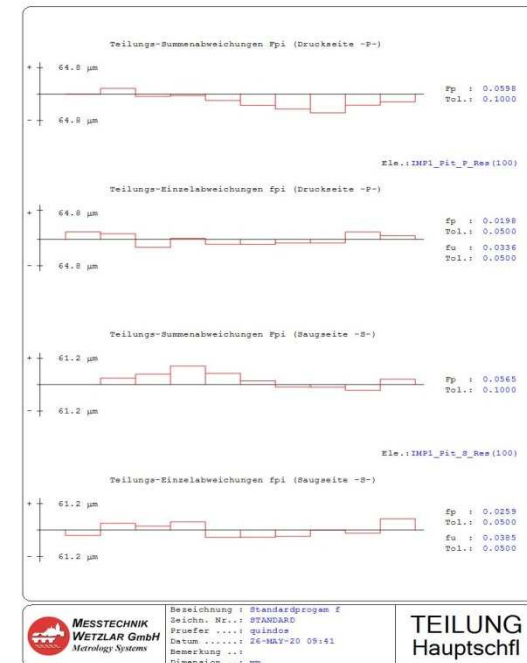 Teilungs-Summenabweichungen Fpi (Druckseite -P-)
+ 64.8 µm
Fp : 0.0598
Tol.: 0.1000
- 64.8 µm
Ele.:IMP1_Pit_P_Res(100)
Teilungs-Einzelabweichungen fpi (Druckseite -P-)
+ 64.8 µm
fp : 0.0198
Tol.: 0.0500
fu : 0.0336
Tol.: 0.0500
- 64.8 µm
Teilungs-Summenabweichungen Fpi (Saugseite -S-)
+ 61.2 µm
Fp : 0.0565
Tol.: 0.1000
- 61.2 µm
Ele.:IMP1_Pit_S_Res(100)
Teilungs-Einzelabweichungen fpi (Saugseite -S-)
+ 61.2 µm
fp : 0.0259
Tol.: 0.0500
fu : 0.0385
Tol.: 0.0500
- 61.2 µm
MESSTECHNIK
WETZLAR GmbH
Metrology Systems
Bezeichnung : Standardprogam f
Zeichn. Nr..: STANDARD
Pruefer ....: quindos
Datum ......: 26-MAY-20 09:41
Bemerkung ..:
Dimension ..: mm
TEILUNG
Hauptschfl